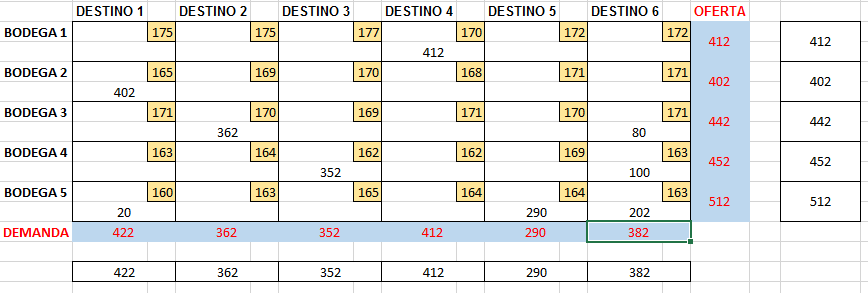 DESTINO 1 DESTINO 2 DESTINO 3 DESTINO 4 DESTINO 5 DESTINO 6 OFERTA
BODEGA 1 175 175 177 170 172 172 412 412
412
BODEGA 2 165 169 170 168 171 171 402 402
402
BODEGA 3 171 170 169 171 170 171 442 442
362 80
BODEGA 4 163 164 162 162 169 163 452 452
352 100
BODEGA 5 160 163 165 164 164 163 512 512
20 290 202
DEMANDA 422 362 352 412 290 382
422 362 352 412 290 382